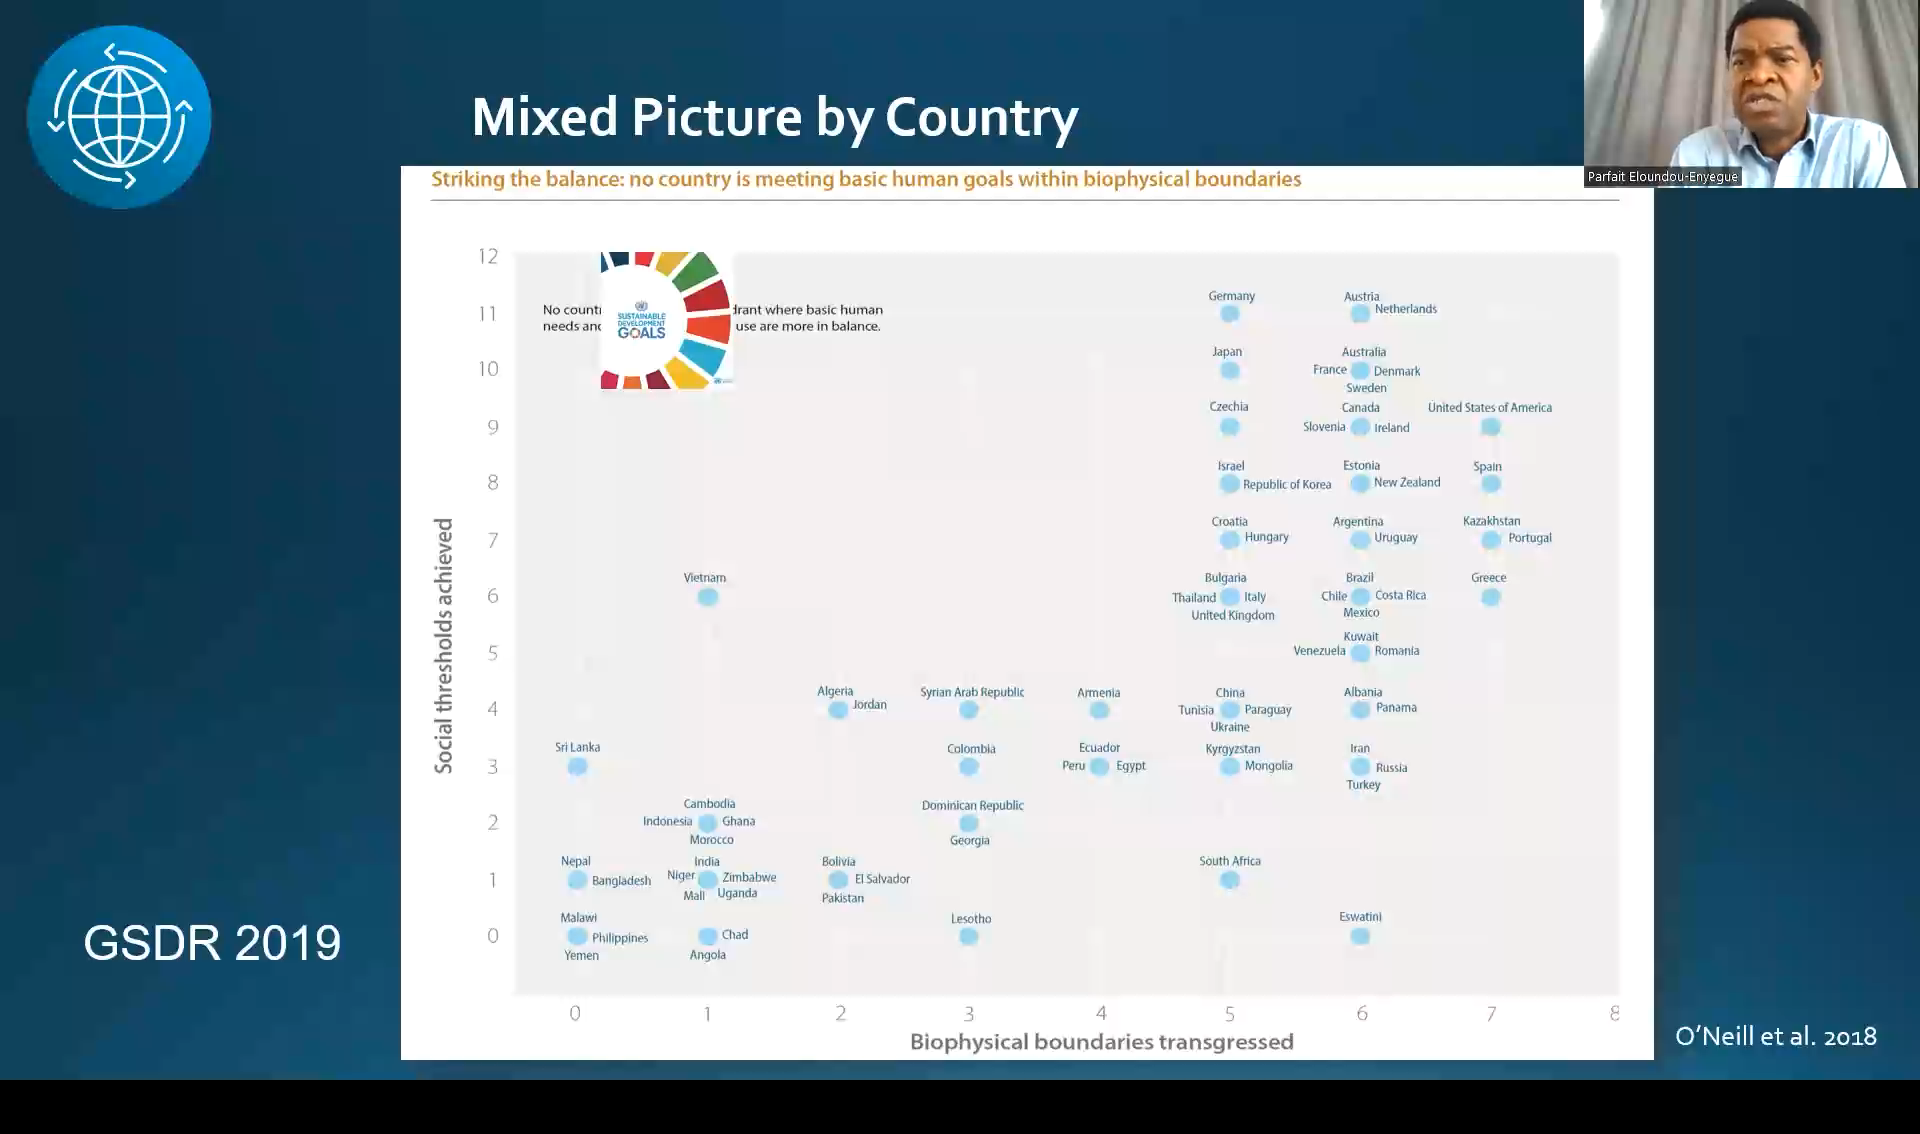 Mixed Picture by Country
Parfait Eloundou-Enyegue
Striking the balance: no country is meeting basic human goals within biophysical boundaries
12
11
10
9
8
7
6
5
4
3
2
1
0
Social thresholds achieved
No count
drant where basic human
needs and
use are more in balance.
SUSTAINABLE
DEVELOPMENT
GOALS
Germany
Austria
Netherlands
Japan
Australia
France
Denmark
Sweden
Czechia
Canada
United States of America
Slovenia
Ireland
Israel
Estonia
Spain
Republic of Korea
New Zealand
Croatia
Argentina
Kazakhstan
Hungary
Uruguay
Portugal
Vietnam
Bulgaria
Brazil
Greece
Thailand
Italy
Chile
Costa Rica
United Kingdom
Mexico
Kuwait
Venezuela
Romania
Algeria
Jordan
Syrian Arab Republic
Armenia
China
Albania
Tunisia
Paraguay
Panama
Ukraine
Sri Lanka
Colombia
Ecuador
Kyrgyzstan
Iran
Peru
Egypt
Mongolia
Russia
Turkey
Cambodia
Dominican Republic
Indonesia
Ghana
Morocco
Georgia
Nepal
India
Bolivia
South Africa
Bangladesh
Niger
Zimbabwe
El Salvador
Mali
Uganda
Pakistan
Malawi
Lesotho
Eswatini
Philippines
Chad
Yemen
Angola
0 1 2 3 4 5 6 7 8
Biophysical boundaries transgressed
GSDR 2019
O'Neill et al. 2018